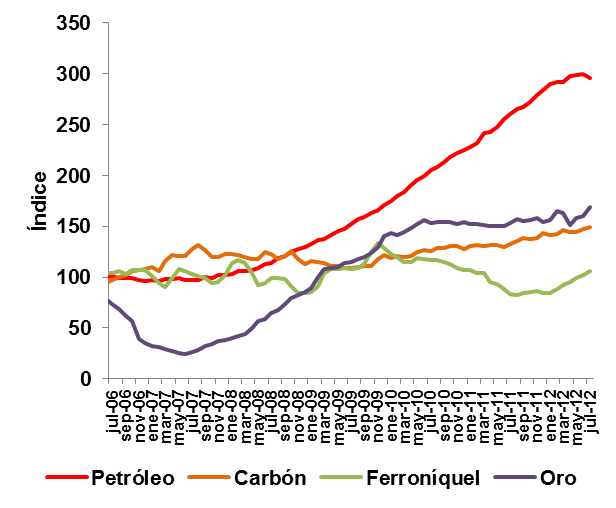 350
300
250
200
150
100
50
0
Índice
jul-06
sep-06
nov-06
ene-07
mar-07
may-07
jul-07
sep-07
nov-07
ene-08
mar-08
may-08
jul-08
sep-08
nov-08
ene-09
mar-09
may-09
jul-09
sep-09
nov-09
ene-10
mar-10
may-10
jul-10
sep-10
nov-10
ene-11
mar-11
may-11
jul-11
sep-11
nov-11
ene-12
mar-12
may-12
jul-12
Petróleo Carbón Ferroníquel Oro